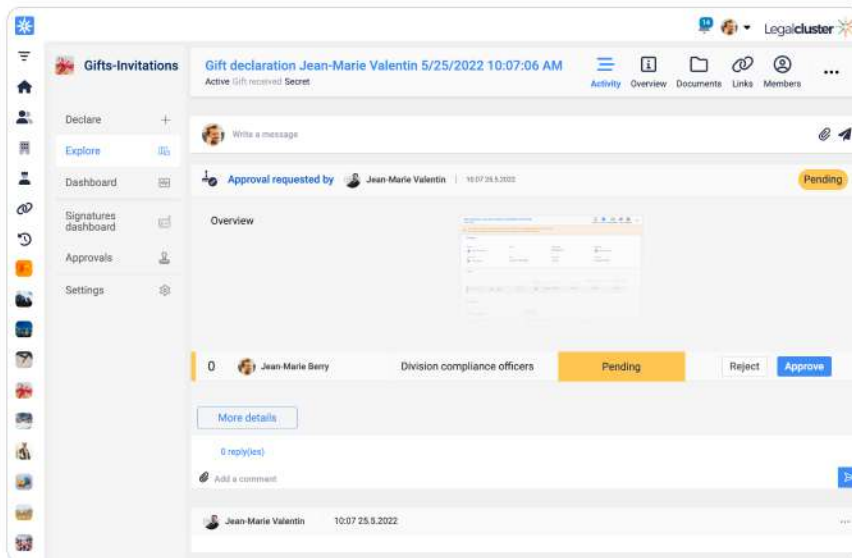 14
Legalcluster
Gifts-Invitations
Gift declaration Jean-Marie Valentin 5/25/2022 10:07:06 AM
Active Gift received Secret
Activity Overview Documents Links Members
Declare
Explore
Dashboard
Signatures
dashboard
Approvals
Settings
Write a message
Approval requested by Jean-Marie Valentin 10:07 25.5.2022 Pending
Overview
0 Jean-Marie Berry Division compliance officers Pending Reject Approve
More details
0 reply(ies)
Add a comment
Jean-Marie Valentin 10:07 25.5.2022